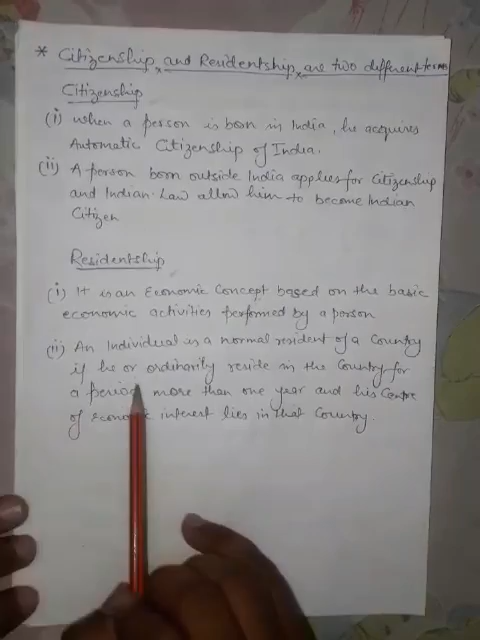 * Citizenship, and Residentship, are two different terms
Citizenship
(i) when a person is born in India, he acquires
Automatic Citizenship of India.
(ii) A person born outside India applies for Citizenship
and Indian Law allow him to become Indian
Citizen
Residentship
(i) It is an Economic Concept based on the basic
economic activities performed by a person
(ii) An Individual is a normal resident of a Country
if he or ordinarily reside in the Country for
a period more than one year and his Centre
of economic interest lies in that Country.